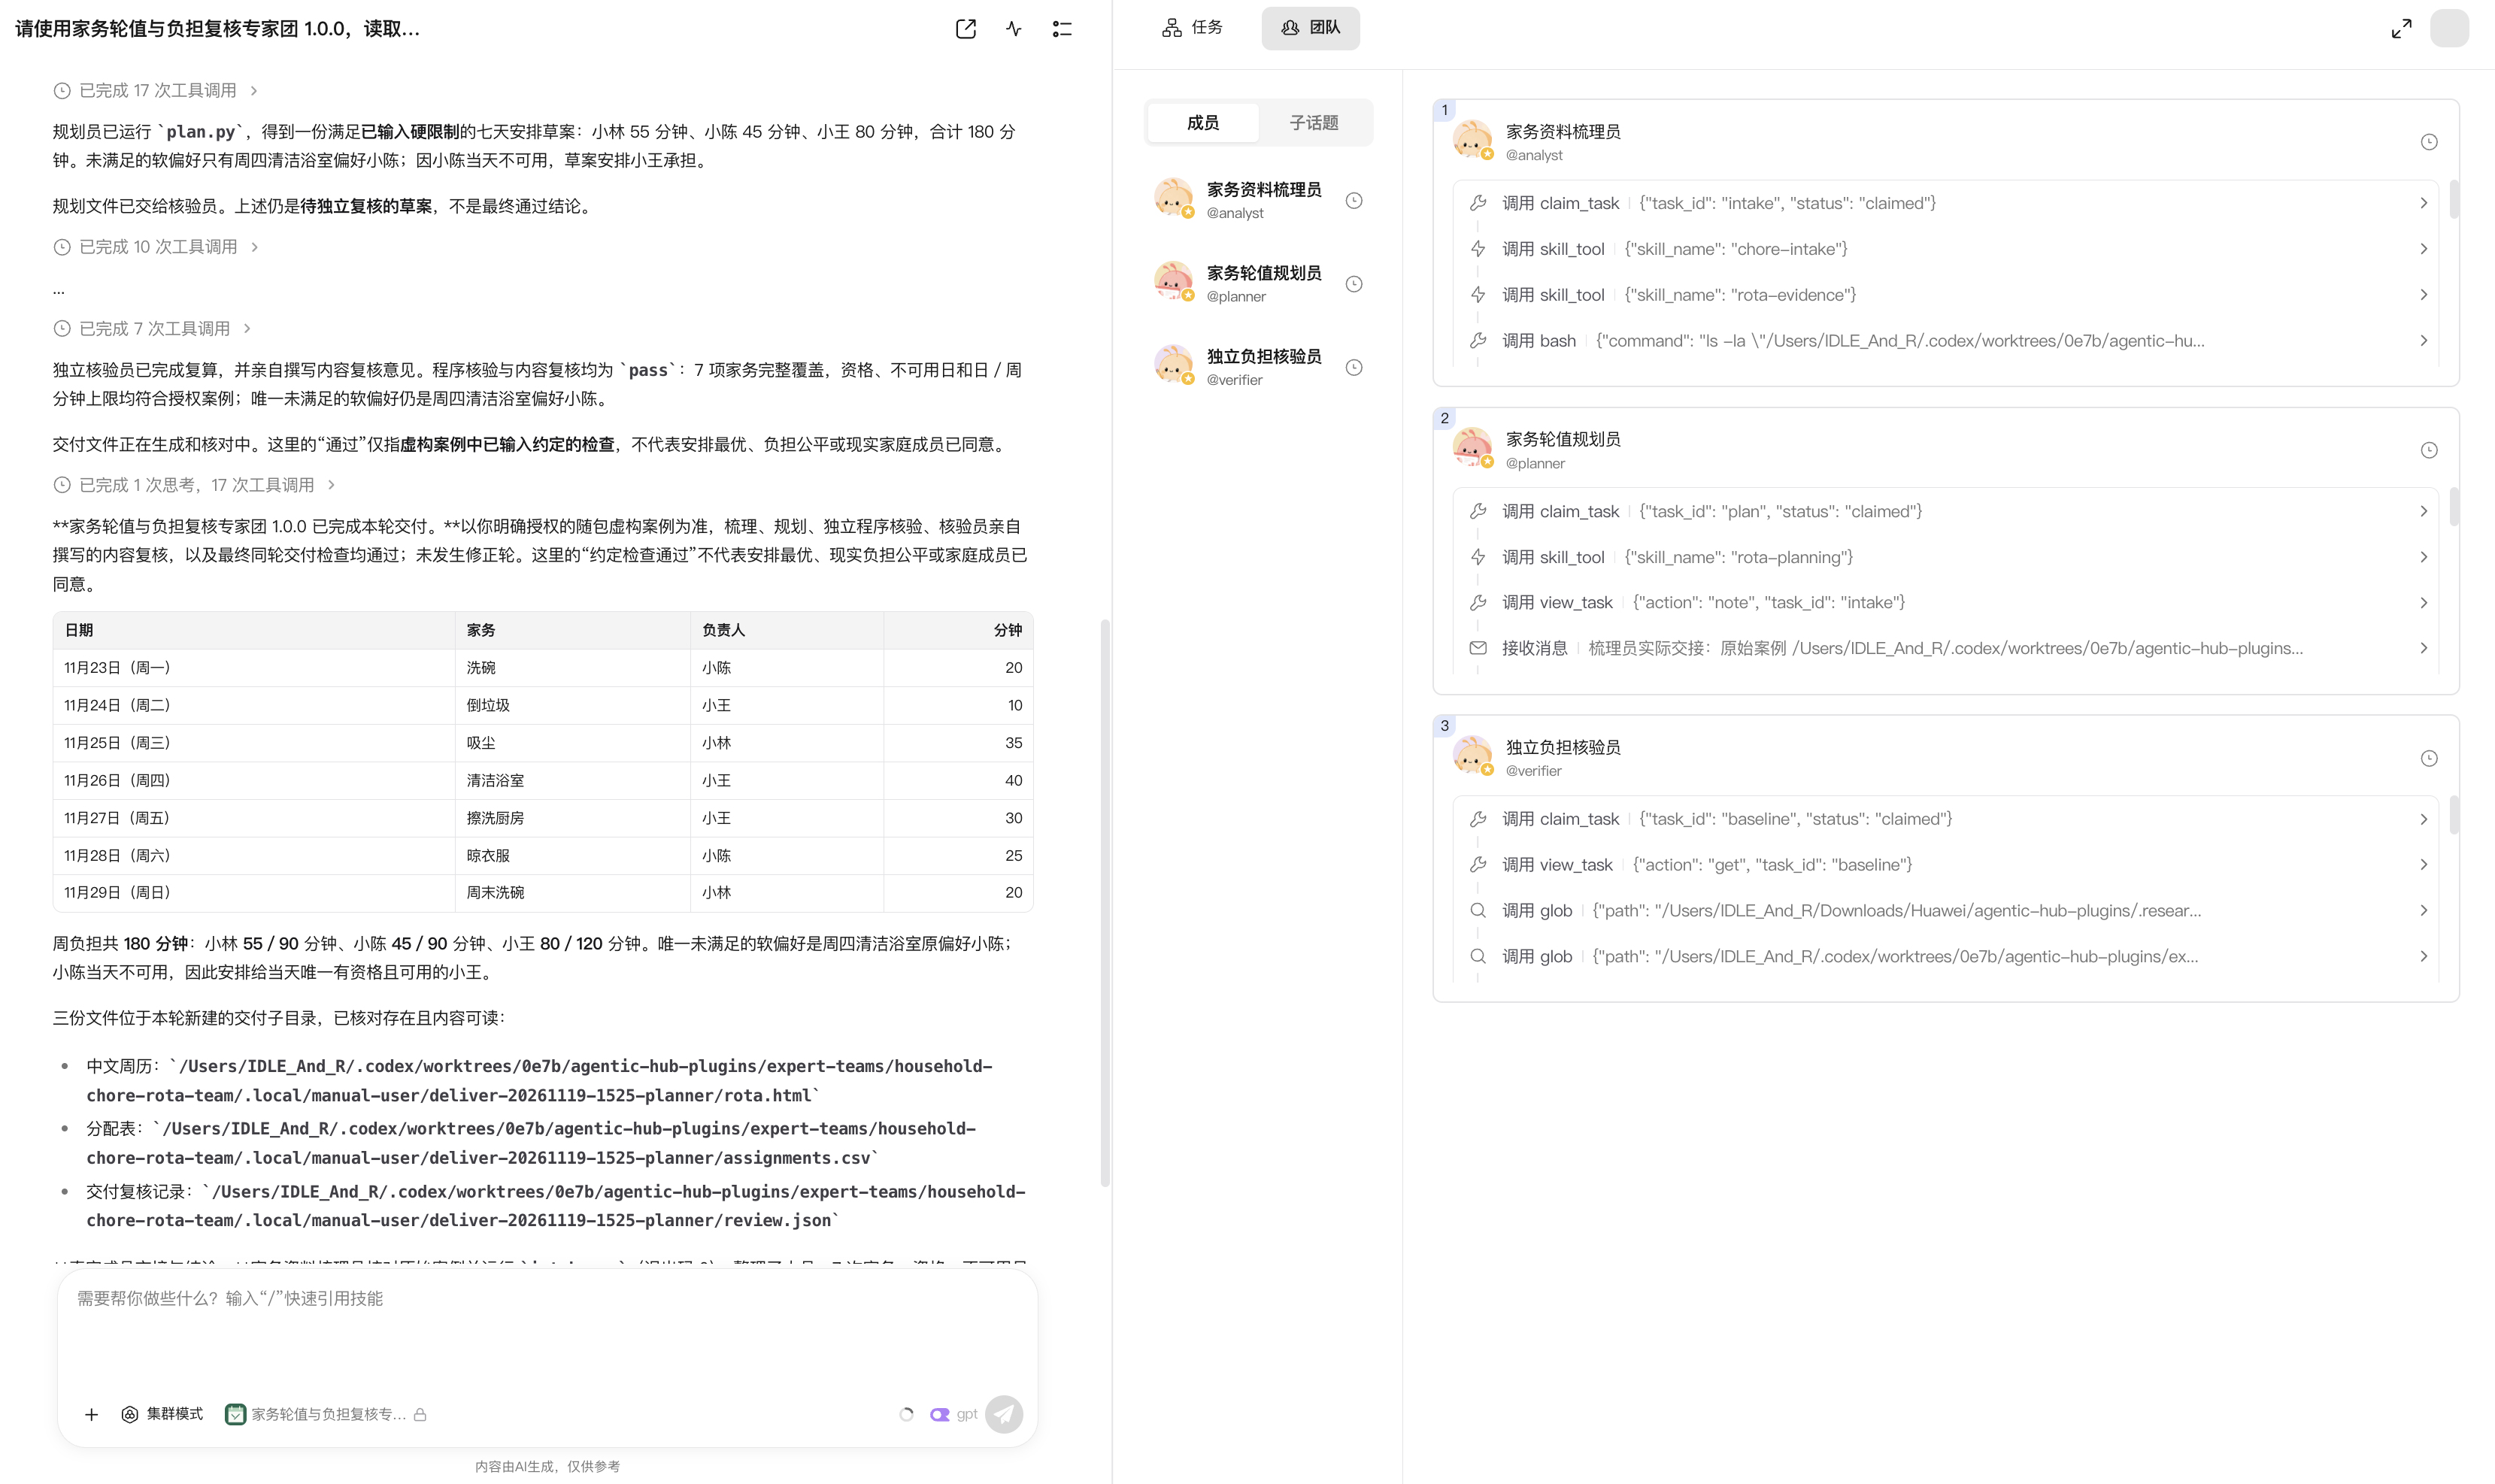 请使用家务轮值与负担复核专家团 1.0.0，读取…
已完成 17 次工具调用
规划员已运行 `plan.py`，得到一份满足已输入硬限制的七天安排草案：小林 55 分钟、小陈 45 分钟、小王 80 分钟，合计 180 分
钟。未满足的软偏好只有周四清洁浴室偏好小陈；因小陈当天不可用，草案安排小王承担。
规划文件已交给核验员。上述仍是待独立复核的草案，不是最终通过结论。
已完成 10 次工具调用
...
已完成 7 次工具调用
独立核验员已完成复算，并亲自撰写内容复核意见。程序核验与内容复核均为 `pass`：7 项家务完整覆盖，资格、不可用日和日 / 周
分钟上限均符合授权案例；唯一未满足的软偏好仍是周四清洁浴室偏好小陈。
交付文件正在生成和核对中。这里的“通过”仅指虚构案例中已输入约定的检查，不代表安排最优、负担公平或现实家庭成员已同意。
已完成 1 次思考，17 次工具调用
**家务轮值与负担复核专家团 1.0.0 已完成本轮交付。**以你明确授权的随包虚构案例为准，梳理、规划、独立程序核验、核验员亲自
撰写的内容复核，以及最终同轮交付检查均通过；未发生修正轮。这里的“约定检查通过”不代表安排最优、现实负担公平或家庭成员已
同意。
日期 家务 负责人 分钟
11月23日（周一） 洗碗 小陈 20
11月24日（周二） 倒垃圾 小王 10
11月25日（周三） 吸尘 小林 35
11月26日（周四） 清洁浴室 小王 40
11月27日（周五） 擦洗厨房 小王 30
11月28日（周六） 晾衣服 小陈 25
11月29日（周日） 周末洗碗 小林 20
周负担共 180 分钟：小林 55 / 90 分钟、小陈 45 / 90 分钟、小王 80 / 120 分钟。唯一未满足的软偏好是周四清洁浴室原偏好小陈；
小陈当天不可用，因此安排给当天唯一有资格且可用的小王。
三份文件位于本轮新建的交付子目录，已核对存在且内容可读：
中文周历：`/Users/IDLE_And_R/.codex/worktrees/0e7b/agentic-hub-plugins/expert-teams/household-
chore-rota-team/.local/manual-user/deliver-20261119-1525-planner/rota.html`
分配表：`/Users/IDLE_And_R/.codex/worktrees/0e7b/agentic-hub-plugins/expert-teams/household-
chore-rota-team/.local/manual-user/deliver-20261119-1525-planner/assignments.csv`
交付复核记录：`/Users/IDLE_And_R/.codex/worktrees/0e7b/agentic-hub-plugins/expert-teams/household-
chore-rota-team/.local/manual-user/deliver-20261119-1525-planner/review.json`
需要帮你做些什么？输入“/”快速引用技能
集群模式 家务轮值与负担复核专… gpt
内容由AI生成，仅供参考
任务 团队
成员 子话题
家务资料梳理员
@analyst
家务轮值规划员
@planner
独立负担核验员
@verifier
1
家务资料梳理员
@analyst
调用 claim_task {"task_id": "intake", "status": "claimed"}
调用 skill_tool {"skill_name": "chore-intake"}
调用 skill_tool {"skill_name": "rota-evidence"}
调用 bash {"command": "ls -la \"/Users/IDLE_And_R/.codex/worktrees/0e7b/agentic-hu...
2
家务轮值规划员
@planner
调用 claim_task {"task_id": "plan", "status": "claimed"}
调用 skill_tool {"skill_name": "rota-planning"}
调用 view_task {"action": "note", "task_id": "intake"}
接收消息 梳理员实际交接：原始案例 /Users/IDLE_And_R/.codex/worktrees/0e7b/agentic-hub-plugins...
3
独立负担核验员
@verifier
调用 claim_task {"task_id": "baseline", "status": "claimed"}
调用 view_task {"action": "get", "task_id": "baseline"}
调用 glob {"path": "/Users/IDLE_And_R/Downloads/Huawei/agentic-hub-plugins/.resear...
调用 glob {"path": "/Users/IDLE_And_R/.codex/worktrees/0e7b/agentic-hub-plugins/ex...